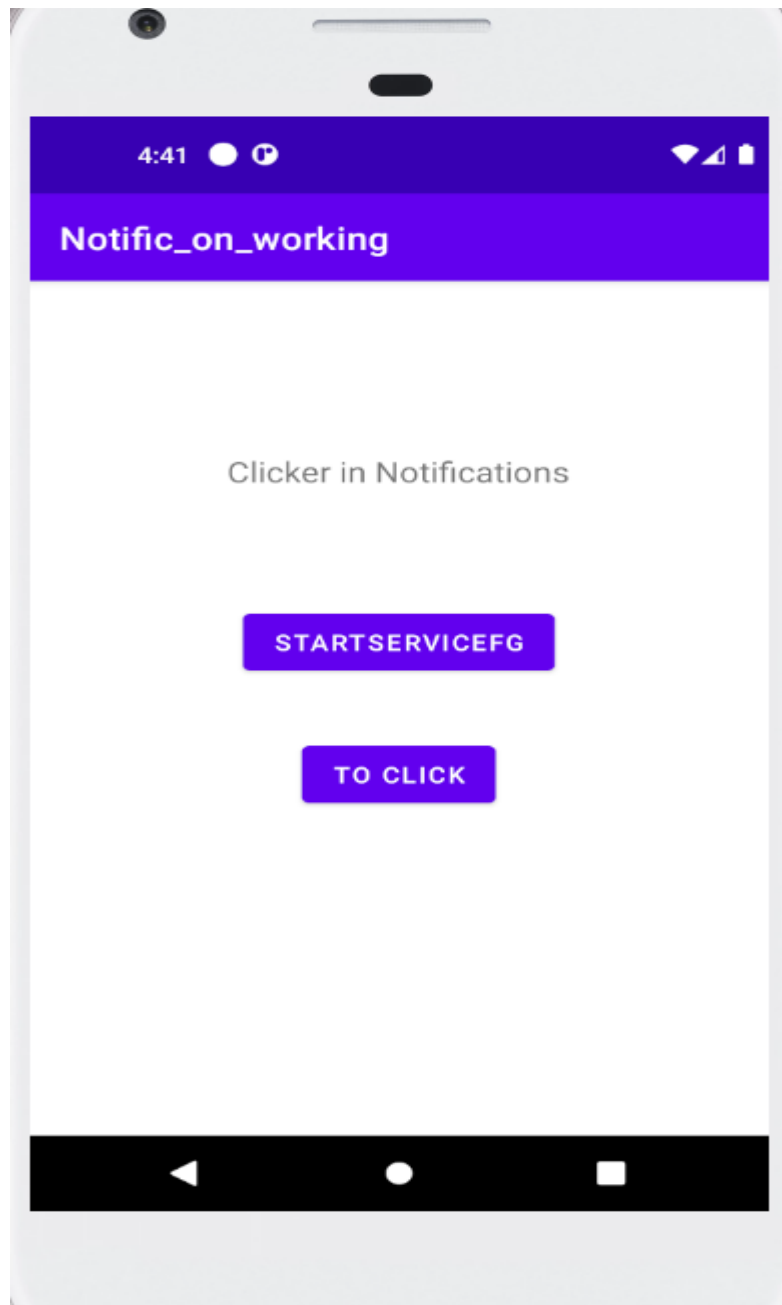 4:41
Notific_on_working
Clicker in Notifications
STARTSERVICEFG
TO CLICK